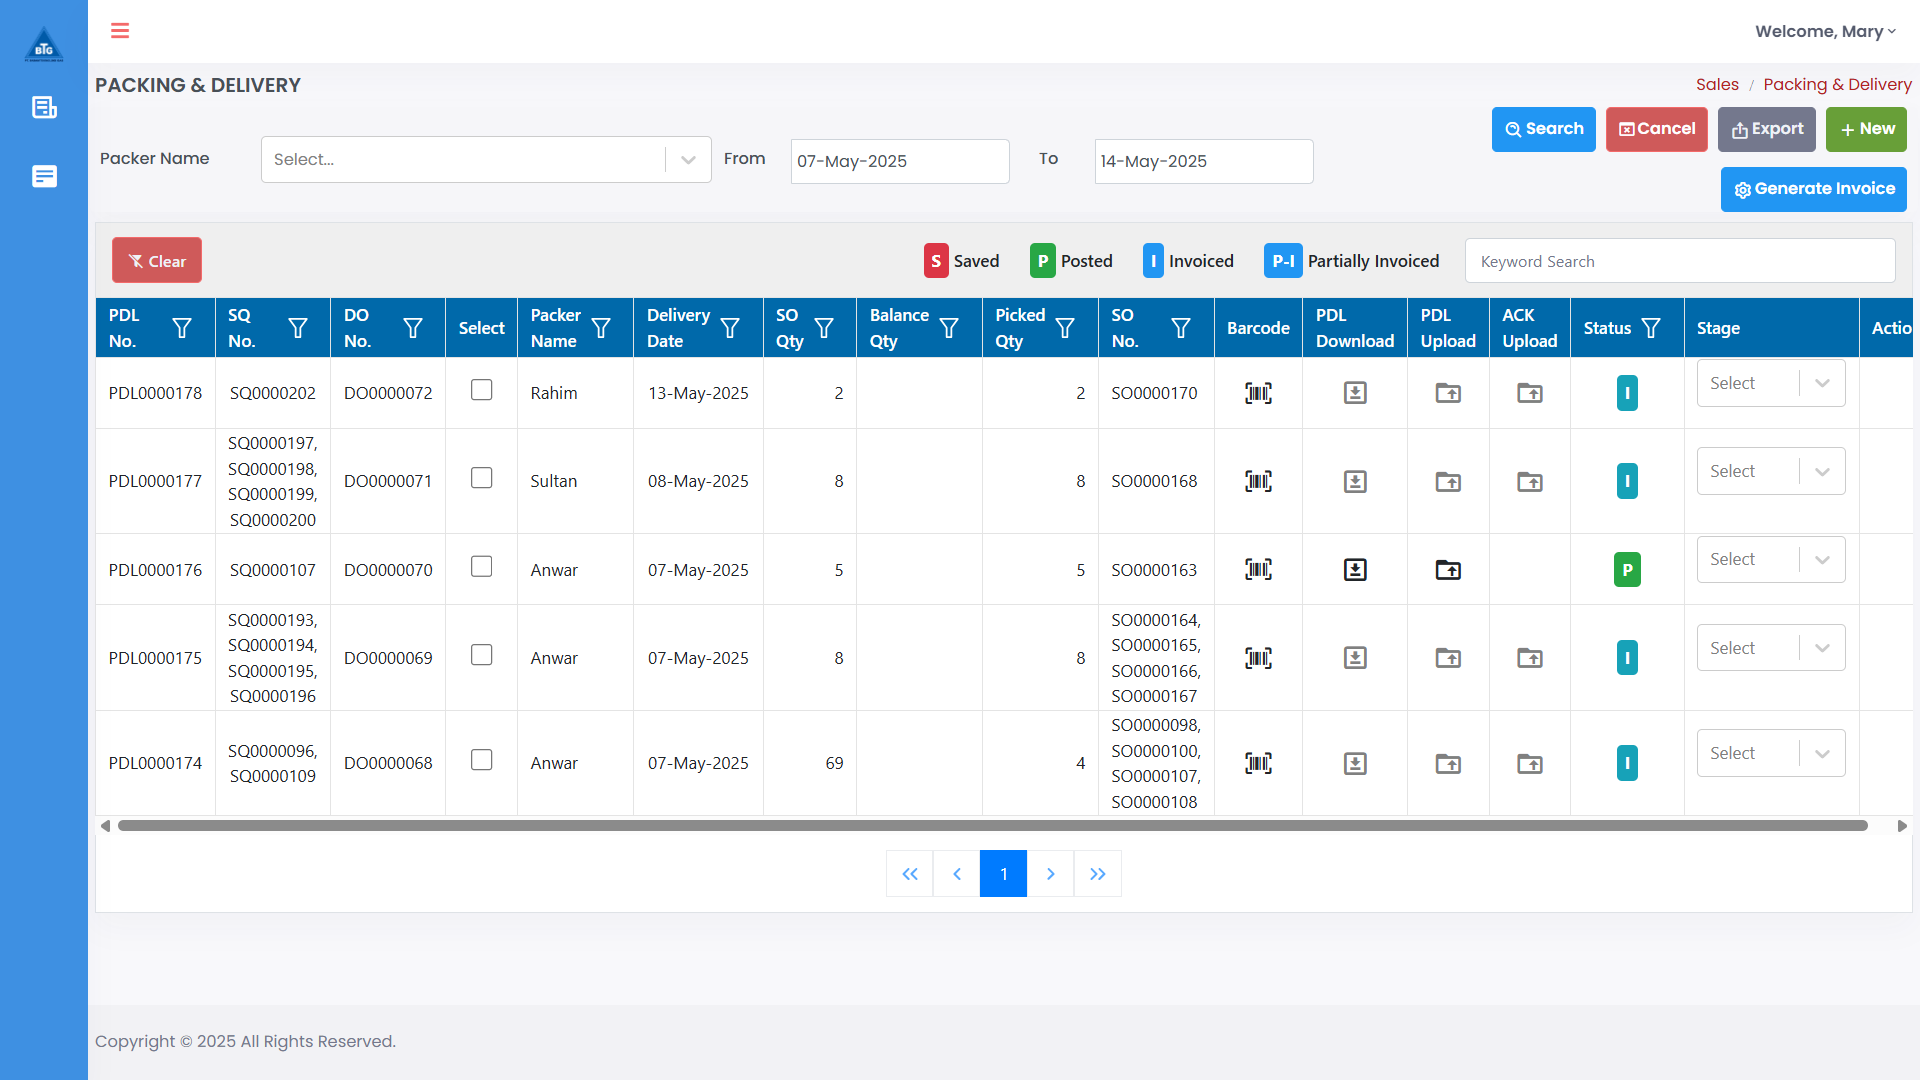 BTG
Welcome, Mary
PACKING & DELIVERY
Sales / Packing & Delivery
Search
Cancel
Export
+ New
Packer Name
Select...
From
07-May-2025
To
14-May-2025
Generate Invoice
Clear
S Saved
P Posted
I Invoiced
P-I Partially Invoiced
Keyword Search
PDL No.
SQ No.
DO No.
Select
Packer Name
Delivery Date
SO Qty
Balance Qty
Picked Qty
SO No.
Barcode
PDL Download
PDL Upload
ACK Upload
Status
Stage
Actio
PDL0000178 SQ0000202 DO0000072 Rahim 13-May-2025 2 2 SO0000170 I Select
PDL0000177 SQ0000197, SQ0000198, SQ0000199, SQ0000200 DO0000071 Sultan 08-May-2025 8 8 SO0000168 I Select
PDL0000176 SQ0000107 DO0000070 Anwar 07-May-2025 5 5 SO0000163 P Select
PDL0000175 SQ0000193, SQ0000194, SQ0000195, SQ0000196 DO0000069 Anwar 07-May-2025 8 8 SO0000164, SO0000165, SO0000166, SO0000167 I Select
PDL0000174 SQ0000096, SQ0000109 DO0000068 Anwar 07-May-2025 69 4 SO0000098, SO0000100, SO0000107, SO0000108 I Select
1
Copyright © 2025 All Rights Reserved.